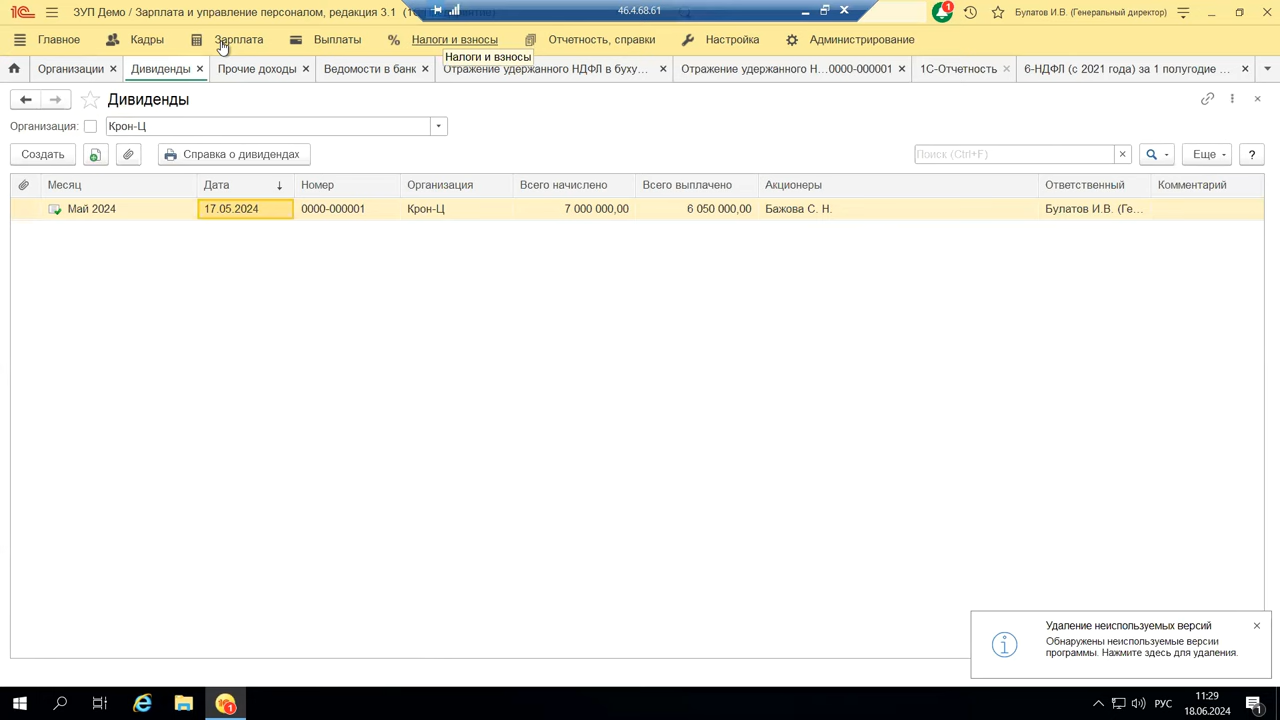 ЗУП Демо / Зарплата и управление персоналом, редакция 3.1 (1С
46.4.68.61
1
Булатов И.В. (Генеральный директор)
Главное
Кадры
Зарплата
Выплаты
Налоги и взносы
Отчетность, справки
Настройка
Администрирование
Налоги и взносы
Организации
Дивиденды
Прочие доходы
Ведомости в банк
Отражение удержанного НДФЛ в буху...
Отражение удержанного Н...0000-000001
1С-Отчетность
6-НДФЛ (с 2021 года) за 1 полугодие ...
Дивиденды
Организация:
Крон-Ц
Создать
Справка о дивидендах
Поиск (Ctrl+F)
Еще
?
Месяц
Дата
Номер
Организация
Всего начислено
Всего выплачено
Акционеры
Ответственный
Комментарий
Май 2024
17.05.2024
0000-000001
Крон-Ц
7 000 000,00
6 050 000,00
Бажова С. Н.
Булатов И.В. (Ге...
Удаление неиспользуемых версий
Обнаружены неиспользуемые версии
программы. Нажмите здесь для удаления.
РУС
11:29
18.06.2024
1